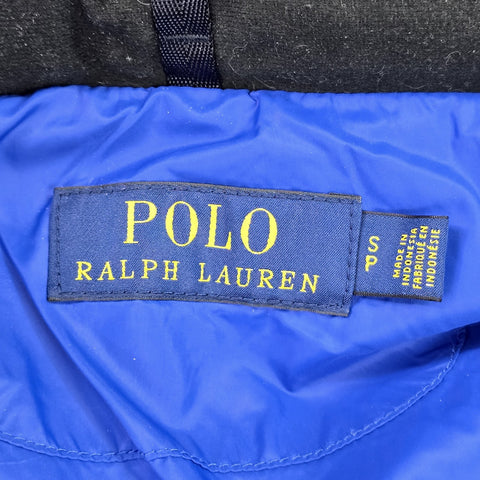 POLO
RALPH LAUREN
S
P
MADE IN
INDONESIA
FABRIQUÉ EN
INDONÉSIE